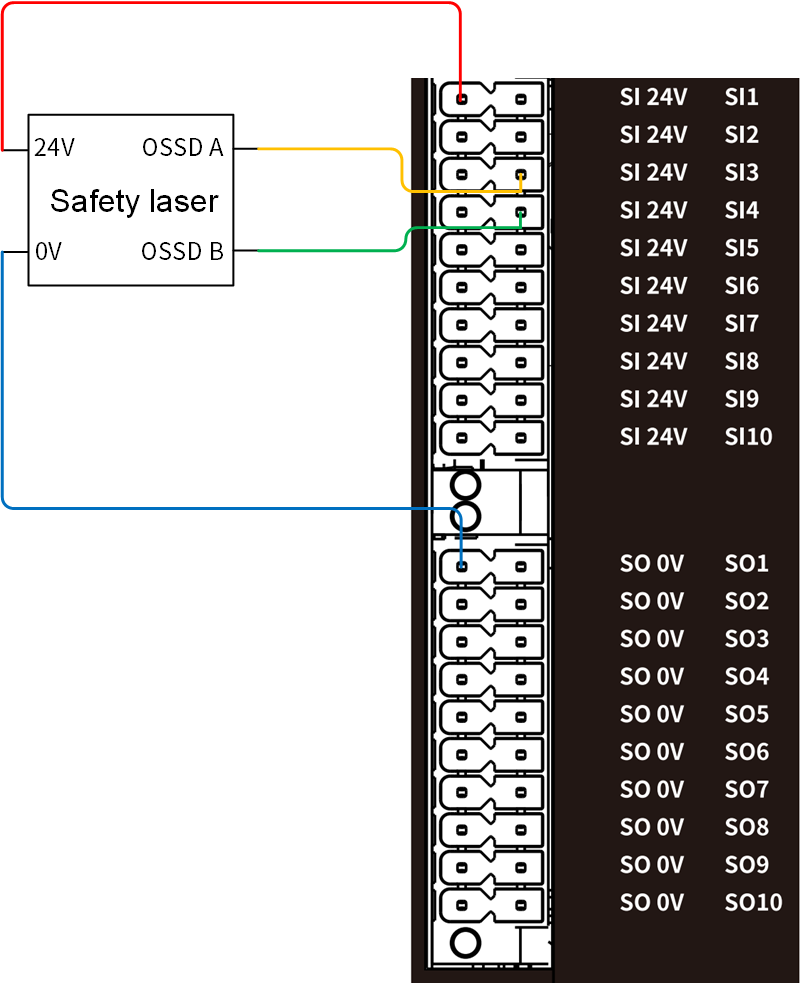 24V OSSD A
Safety laser
0V OSSD B
SI 24V SI1
SI 24V SI2
SI 24V SI3
SI 24V SI4
SI 24V SI5
SI 24V SI6
SI 24V SI7
SI 24V SI8
SI 24V SI9
SI 24V SI10
SO 0V SO1
SO 0V SO2
SO 0V SO3
SO 0V SO4
SO 0V SO5
SO 0V SO6
SO 0V SO7
SO 0V SO8
SO 0V SO9
SO 0V SO10